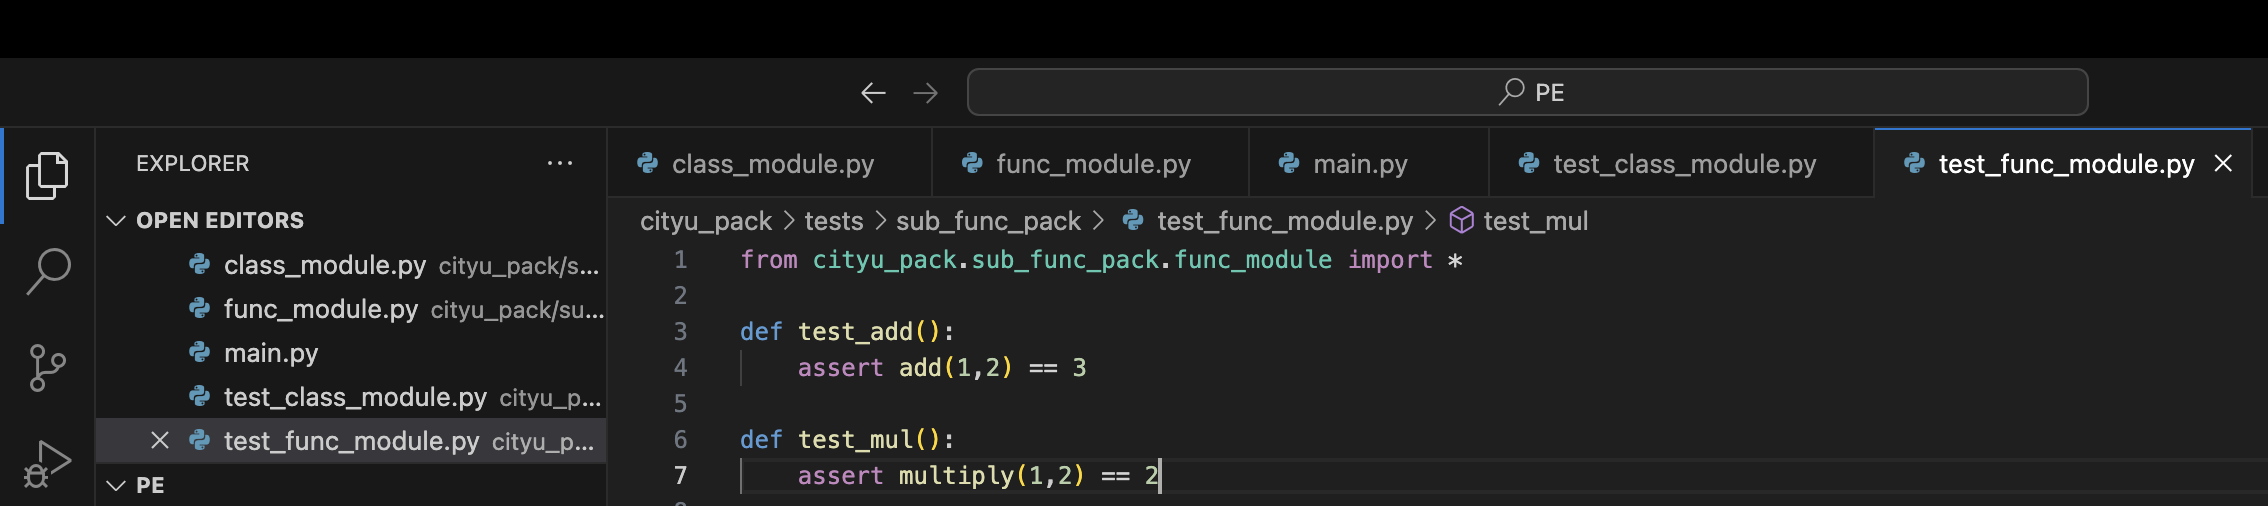 PE
EXPLORER ...
OPEN EDITORS
class_module.py cityu_pack/s...
func_module.py cityu_pack/su...
main.py
test_class_module.py cityu_p...
test_func_module.py cityu_p...
PE
class_module.py func_module.py main.py test_class_module.py test_func_module.py
cityu_pack > tests > sub_func_pack > test_func_module.py > test_mul
1 from cityu_pack.sub_func_pack.func_module import *
2
3 def test_add():
4     assert add(1,2) == 3
5
6 def test_mul():
7     assert multiply(1,2) == 2